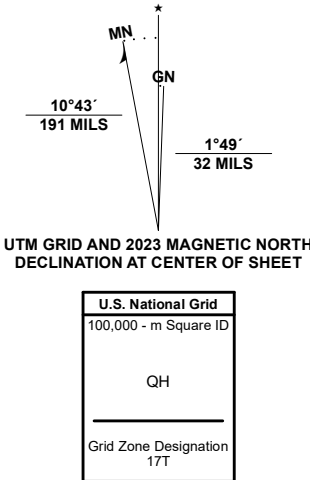 ★
MN
GN
10°43´
191 MILS
1°49´
32 MILS
UTM GRID AND 2023 MAGNETIC NORTH
DECLINATION AT CENTER OF SHEET
U.S. National Grid
100,000 - m Square ID
QH
Grid Zone Designation
17T